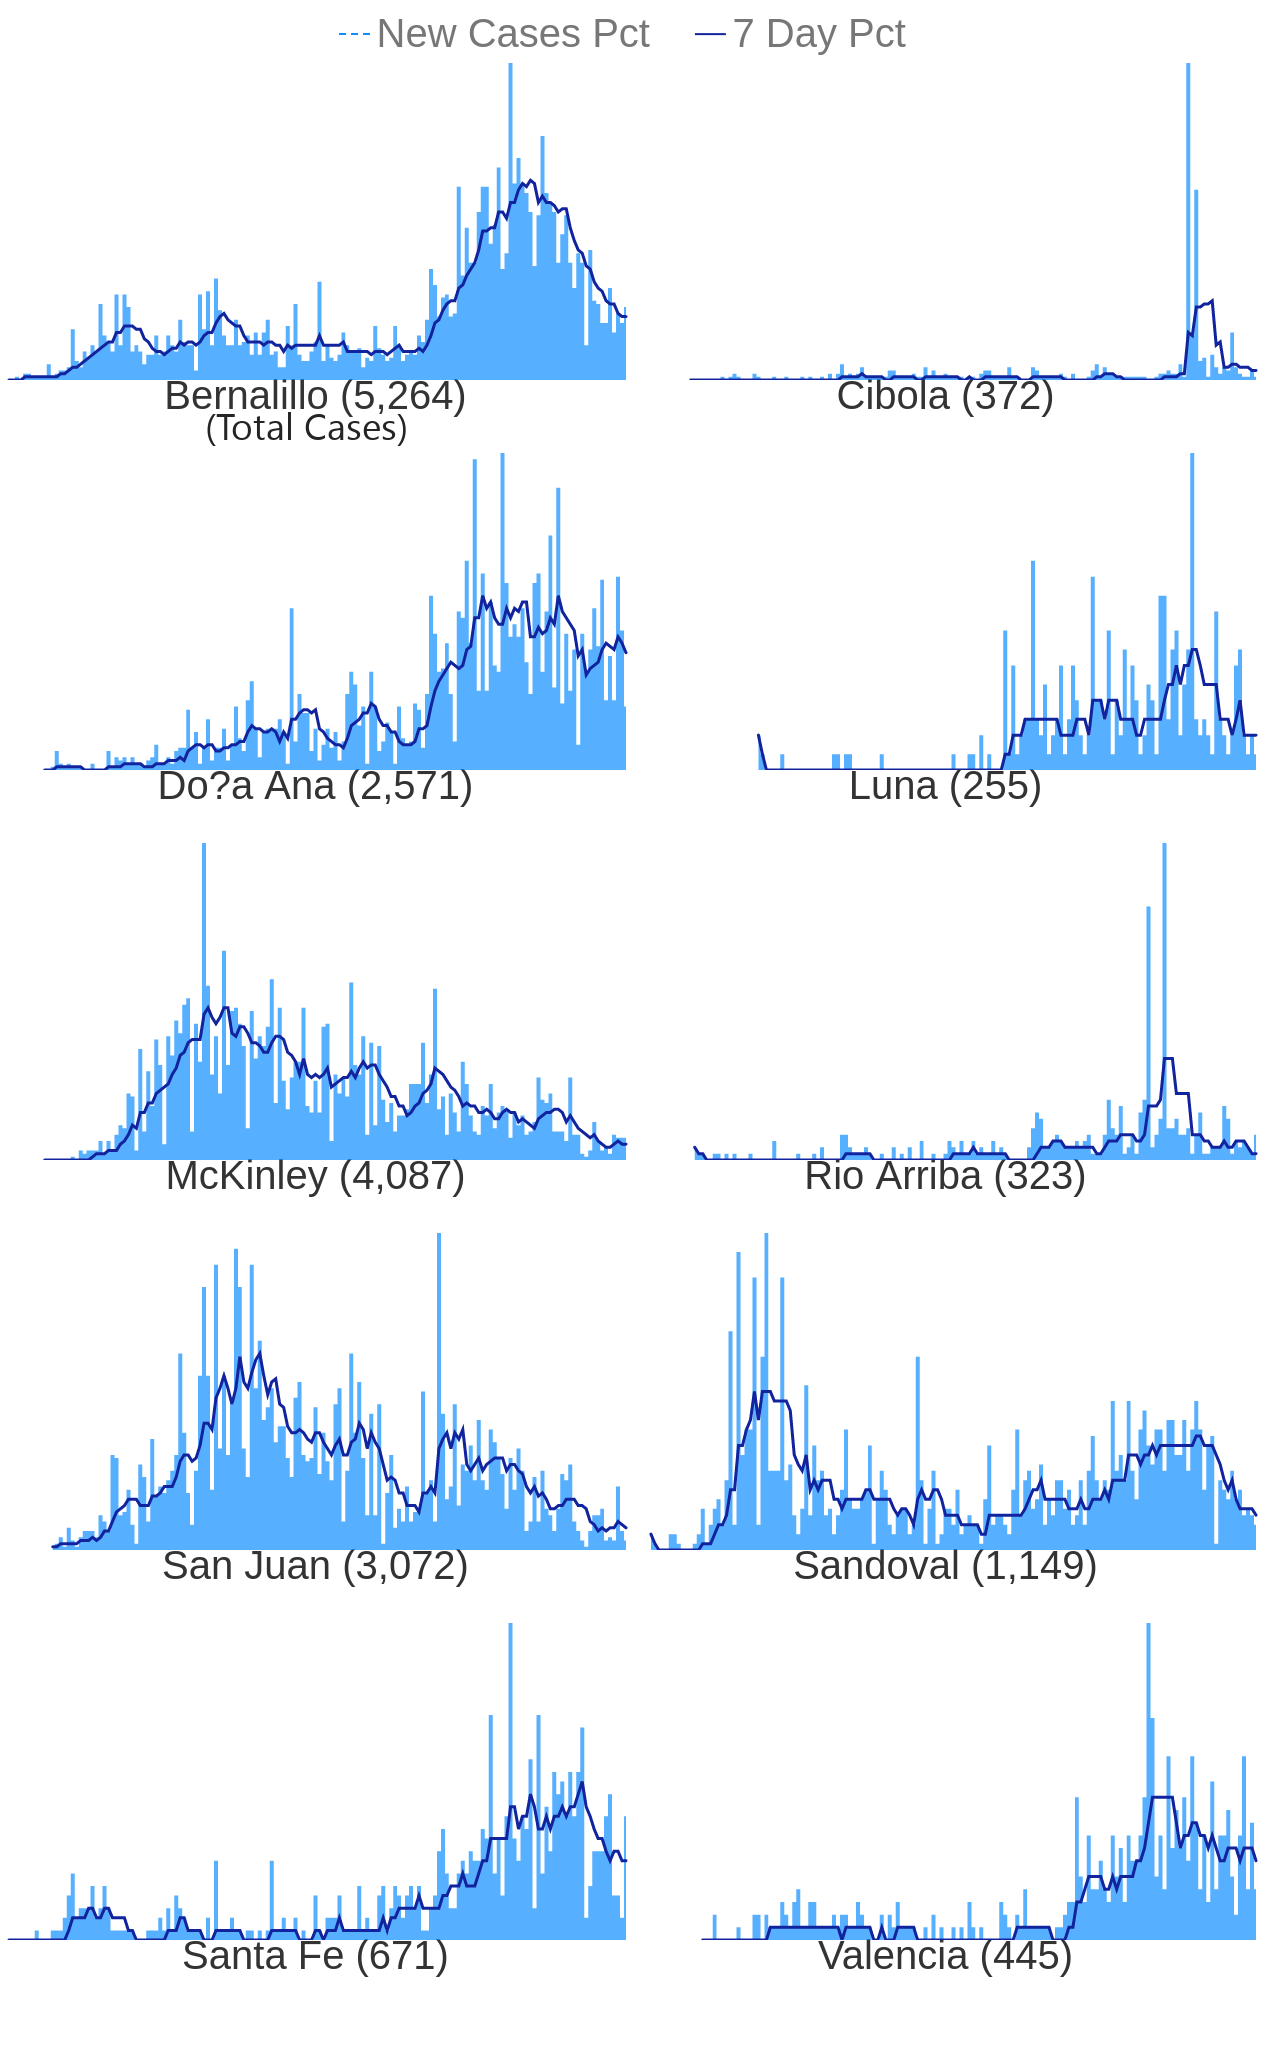 New Cases Pct 7 Day Pct
Bernalillo (5,264) Cibola (372)
(Total Cases)
Do?a Ana (2,571) Luna (255)
McKinley (4,087) Rio Arriba (323)
San Juan (3,072) Sandoval (1,149)
Santa Fe (671) Valencia (445)